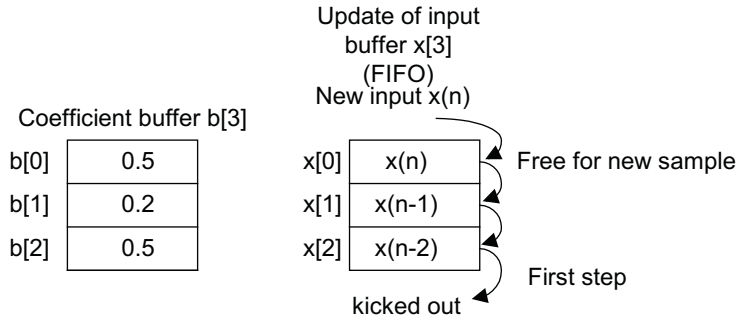 Update of input
buffer x[3]
(FIFO)
New input x(n)
Coefficient buffer b[3]
b[0] 0.5 x[0] x(n) Free for new sample
b[1] 0.2 x[1] x(n-1)
b[2] 0.5 x[2] x(n-2)
First step
kicked out